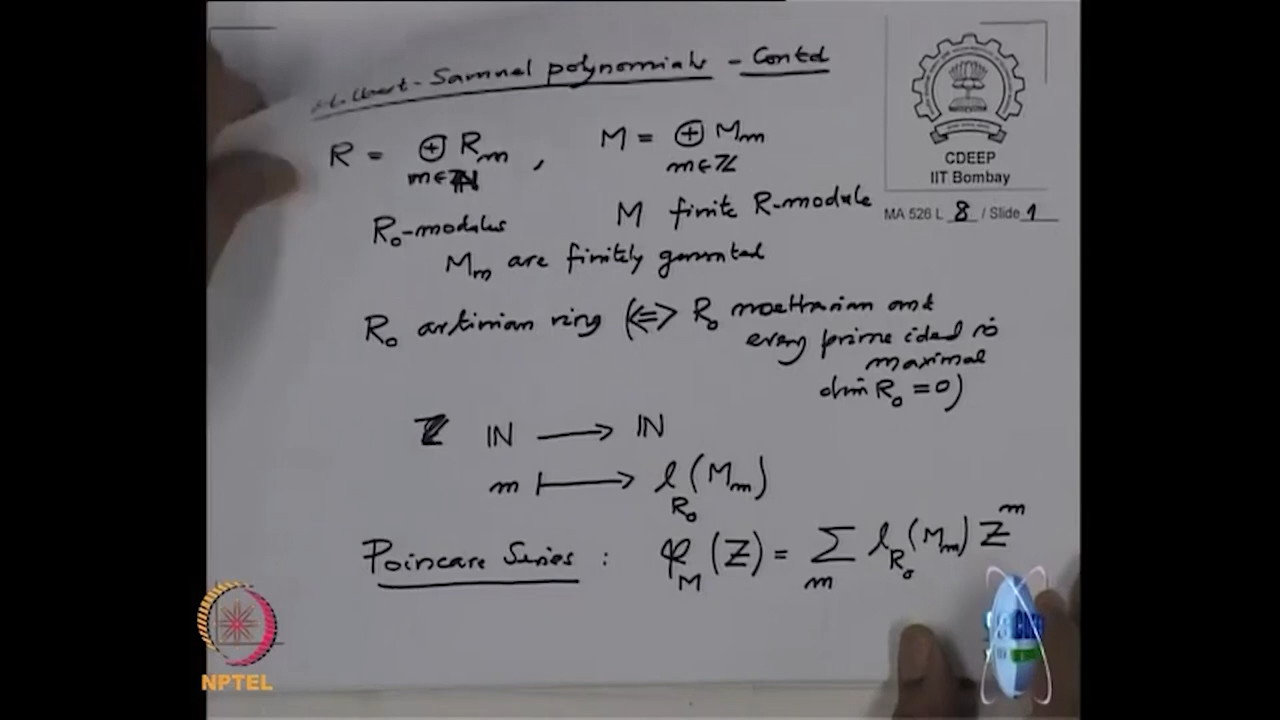 Hilbert-Samuel polynomials - Contd
R = ⊕ R_m , M = ⊕ M_m
m∈ℕ m∈ℤ
R₀-modules M finite R-module
M_m are finitely generated
R₀ artinian ring (⇔ R₀ noetherian and
every prime ideal is
maximal
dim R₀ = 0)
ℕ ⟶ ℕ
m ⟼ ℓ_{R₀}(M_m)
Poincare Series : 𝒫_M(Z) = Σ_m ℓ_{R₀}(M_m) Z^m
CDEEP
IIT Bombay
MA 526 L 8 / Slide 1
NPTEL